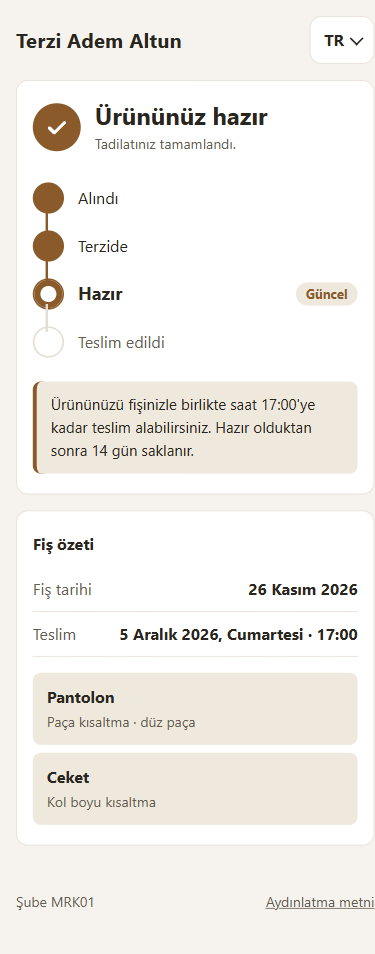 Terzi Adem Altun
TR
Ürününüz hazır
Tadilatınız tamamlandı.
Alındı
Terzide
Hazır
Güncel
Teslim edildi
Ürününüzü fişinizle birlikte saat 17:00'ye
kadar teslim alabilirsiniz. Hazır olduktan
sonra 14 gün saklanır.
Fiş özeti
Fiş tarihi
26 Kasım 2026
Teslim
5 Aralık 2026, Cumartesi · 17:00
Pantolon
Paça kısaltma · düz paça
Ceket
Kol boyu kısaltma
Şube MRK01
Aydınlatma metni